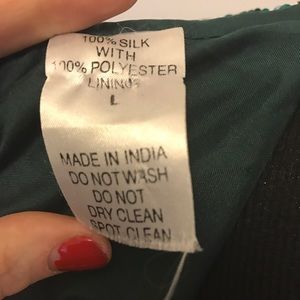 100% SILK
WITH
100% POLYESTER
LINING
L
MADE IN INDIA
DO NOT WASH
DO NOT
DRY CLEAN
SPOT CLEAN